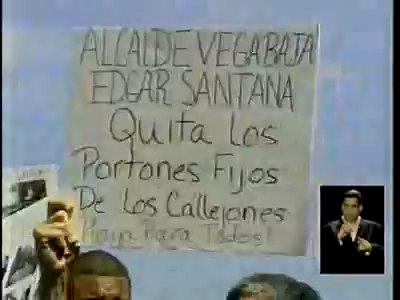 ALCALDE VEGA BAJA
EDGAR SANTANA
Quita Los
Portones Fijos
De Los Callejones
Playa Para Todos!